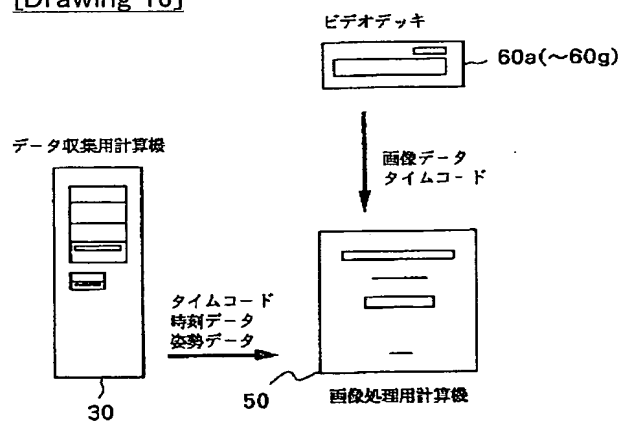 [Drawing 16]
ビデオデッキ
60a(~60g)
データ収集用計算機
画像データ
タイムコード
タイムコード
時刻データ
姿勢データ
30
50
画像処理用計算機